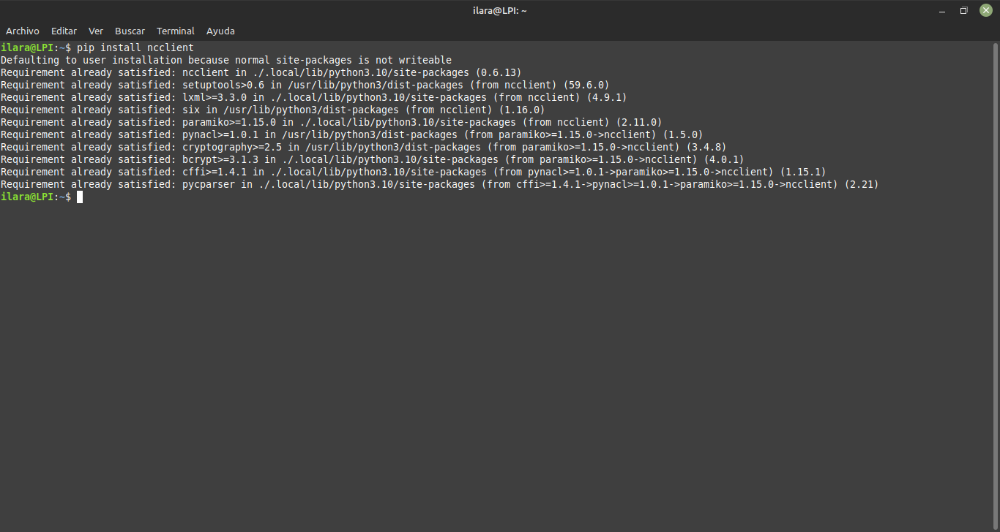 ilara@LPI: ~
Archivo Editar Ver Buscar Terminal Ayuda
ilara@LPI:~$ pip install ncclient
Defaulting to user installation because normal site-packages is not writeable
Requirement already satisfied: ncclient in ./.local/lib/python3.10/site-packages (0.6.13)
Requirement already satisfied: setuptools>0.6 in /usr/lib/python3/dist-packages (from ncclient) (59.6.0)
Requirement already satisfied: lxml>=3.3.0 in ./.local/lib/python3.10/site-packages (from ncclient) (4.9.1)
Requirement already satisfied: six in /usr/lib/python3/dist-packages (from ncclient) (1.16.0)
Requirement already satisfied: paramiko>=1.15.0 in ./.local/lib/python3.10/site-packages (from ncclient) (2.11.0)
Requirement already satisfied: pynacl>=1.0.1 in /usr/lib/python3/dist-packages (from paramiko>=1.15.0->ncclient) (1.5.0)
Requirement already satisfied: cryptography>=2.5 in /usr/lib/python3/dist-packages (from paramiko>=1.15.0->ncclient) (3.4.8)
Requirement already satisfied: bcrypt>=3.1.3 in ./.local/lib/python3.10/site-packages (from paramiko>=1.15.0->ncclient) (4.0.1)
Requirement already satisfied: cffi>=1.4.1 in ./.local/lib/python3.10/site-packages (from pynacl>=1.0.1->paramiko>=1.15.0->ncclient) (1.15.1)
Requirement already satisfied: pycparser in ./.local/lib/python3.10/site-packages (from cffi>=1.4.1->pynacl>=1.0.1->paramiko>=1.15.0->ncclient) (2.21)
ilara@LPI:~$